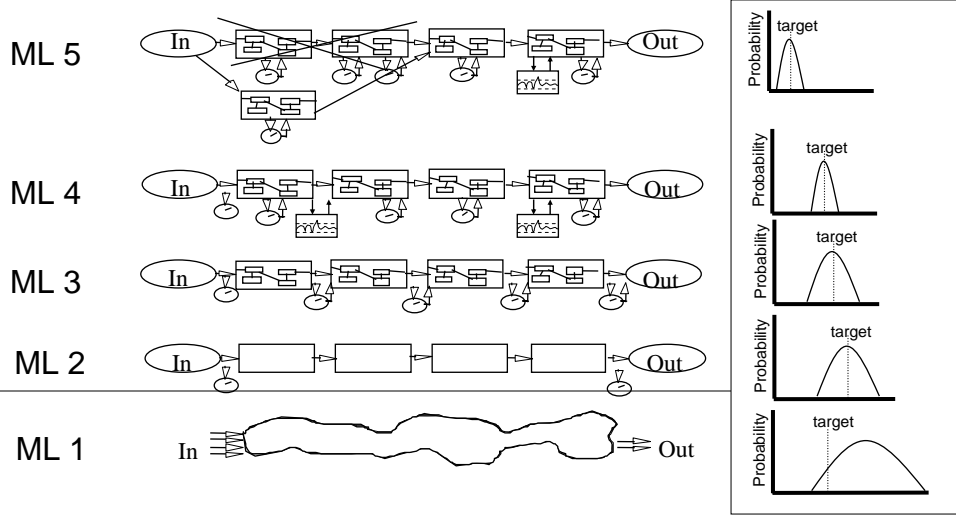 ML 5
In
Out
target
Probability
ML 4
In
Out
target
Probability
ML 3
In
Out
target
Probability
ML 2
In
Out
target
Probability
ML 1
In
Out
target
Probability